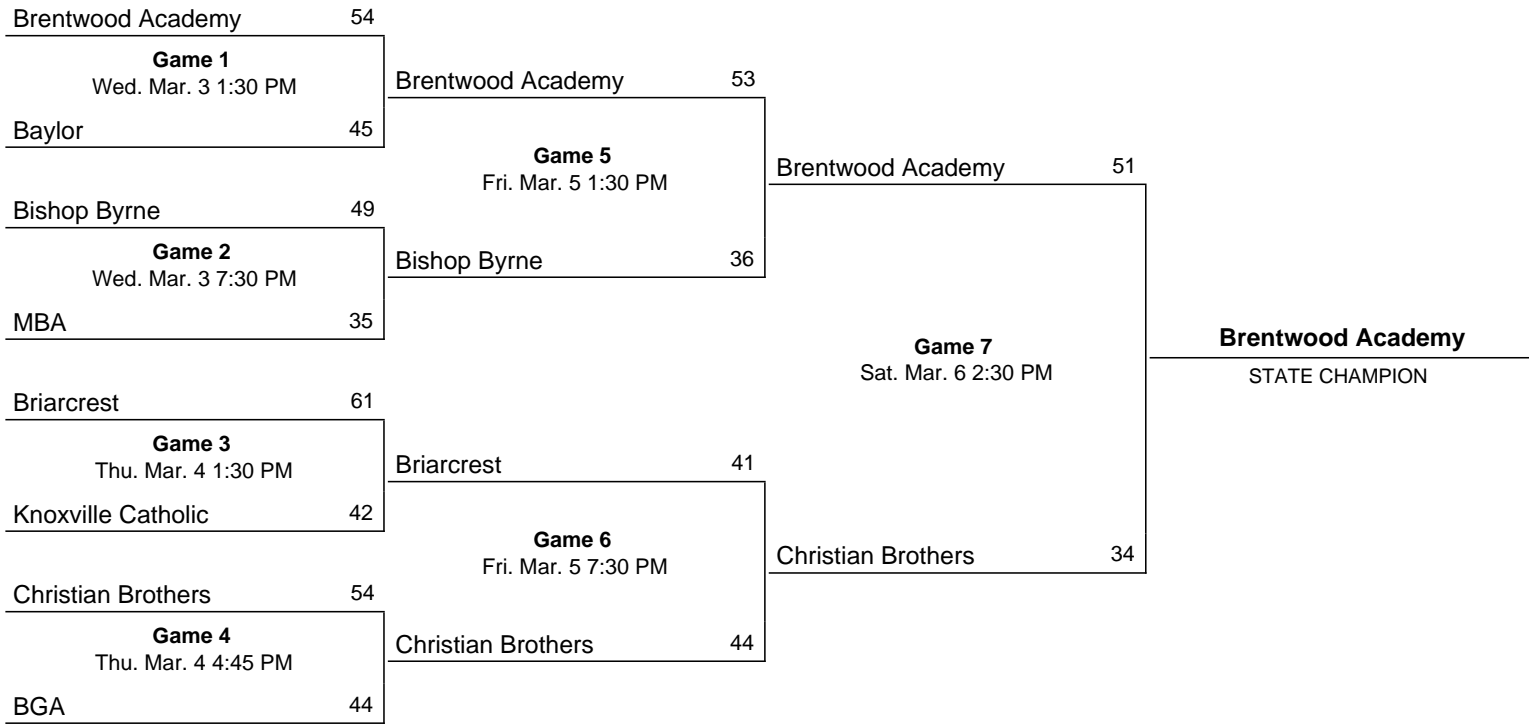 Brentwood Academy 54
Game 1
Wed. Mar. 3 1:30 PM
Baylor 45
Bishop Byrne 49
Game 2
Wed. Mar. 3 7:30 PM
MBA 35
Briarcrest 61
Game 3
Thu. Mar. 4 1:30 PM
Knoxville Catholic 42
Christian Brothers 54
Game 4
Thu. Mar. 4 4:45 PM
BGA 44
Brentwood Academy 53
Game 5
Fri. Mar. 5 1:30 PM
Bishop Byrne 36
Briarcrest 41
Game 6
Fri. Mar. 5 7:30 PM
Christian Brothers 44
Brentwood Academy 51
Game 7
Sat. Mar. 6 2:30 PM
Christian Brothers 34
Brentwood Academy
STATE CHAMPION